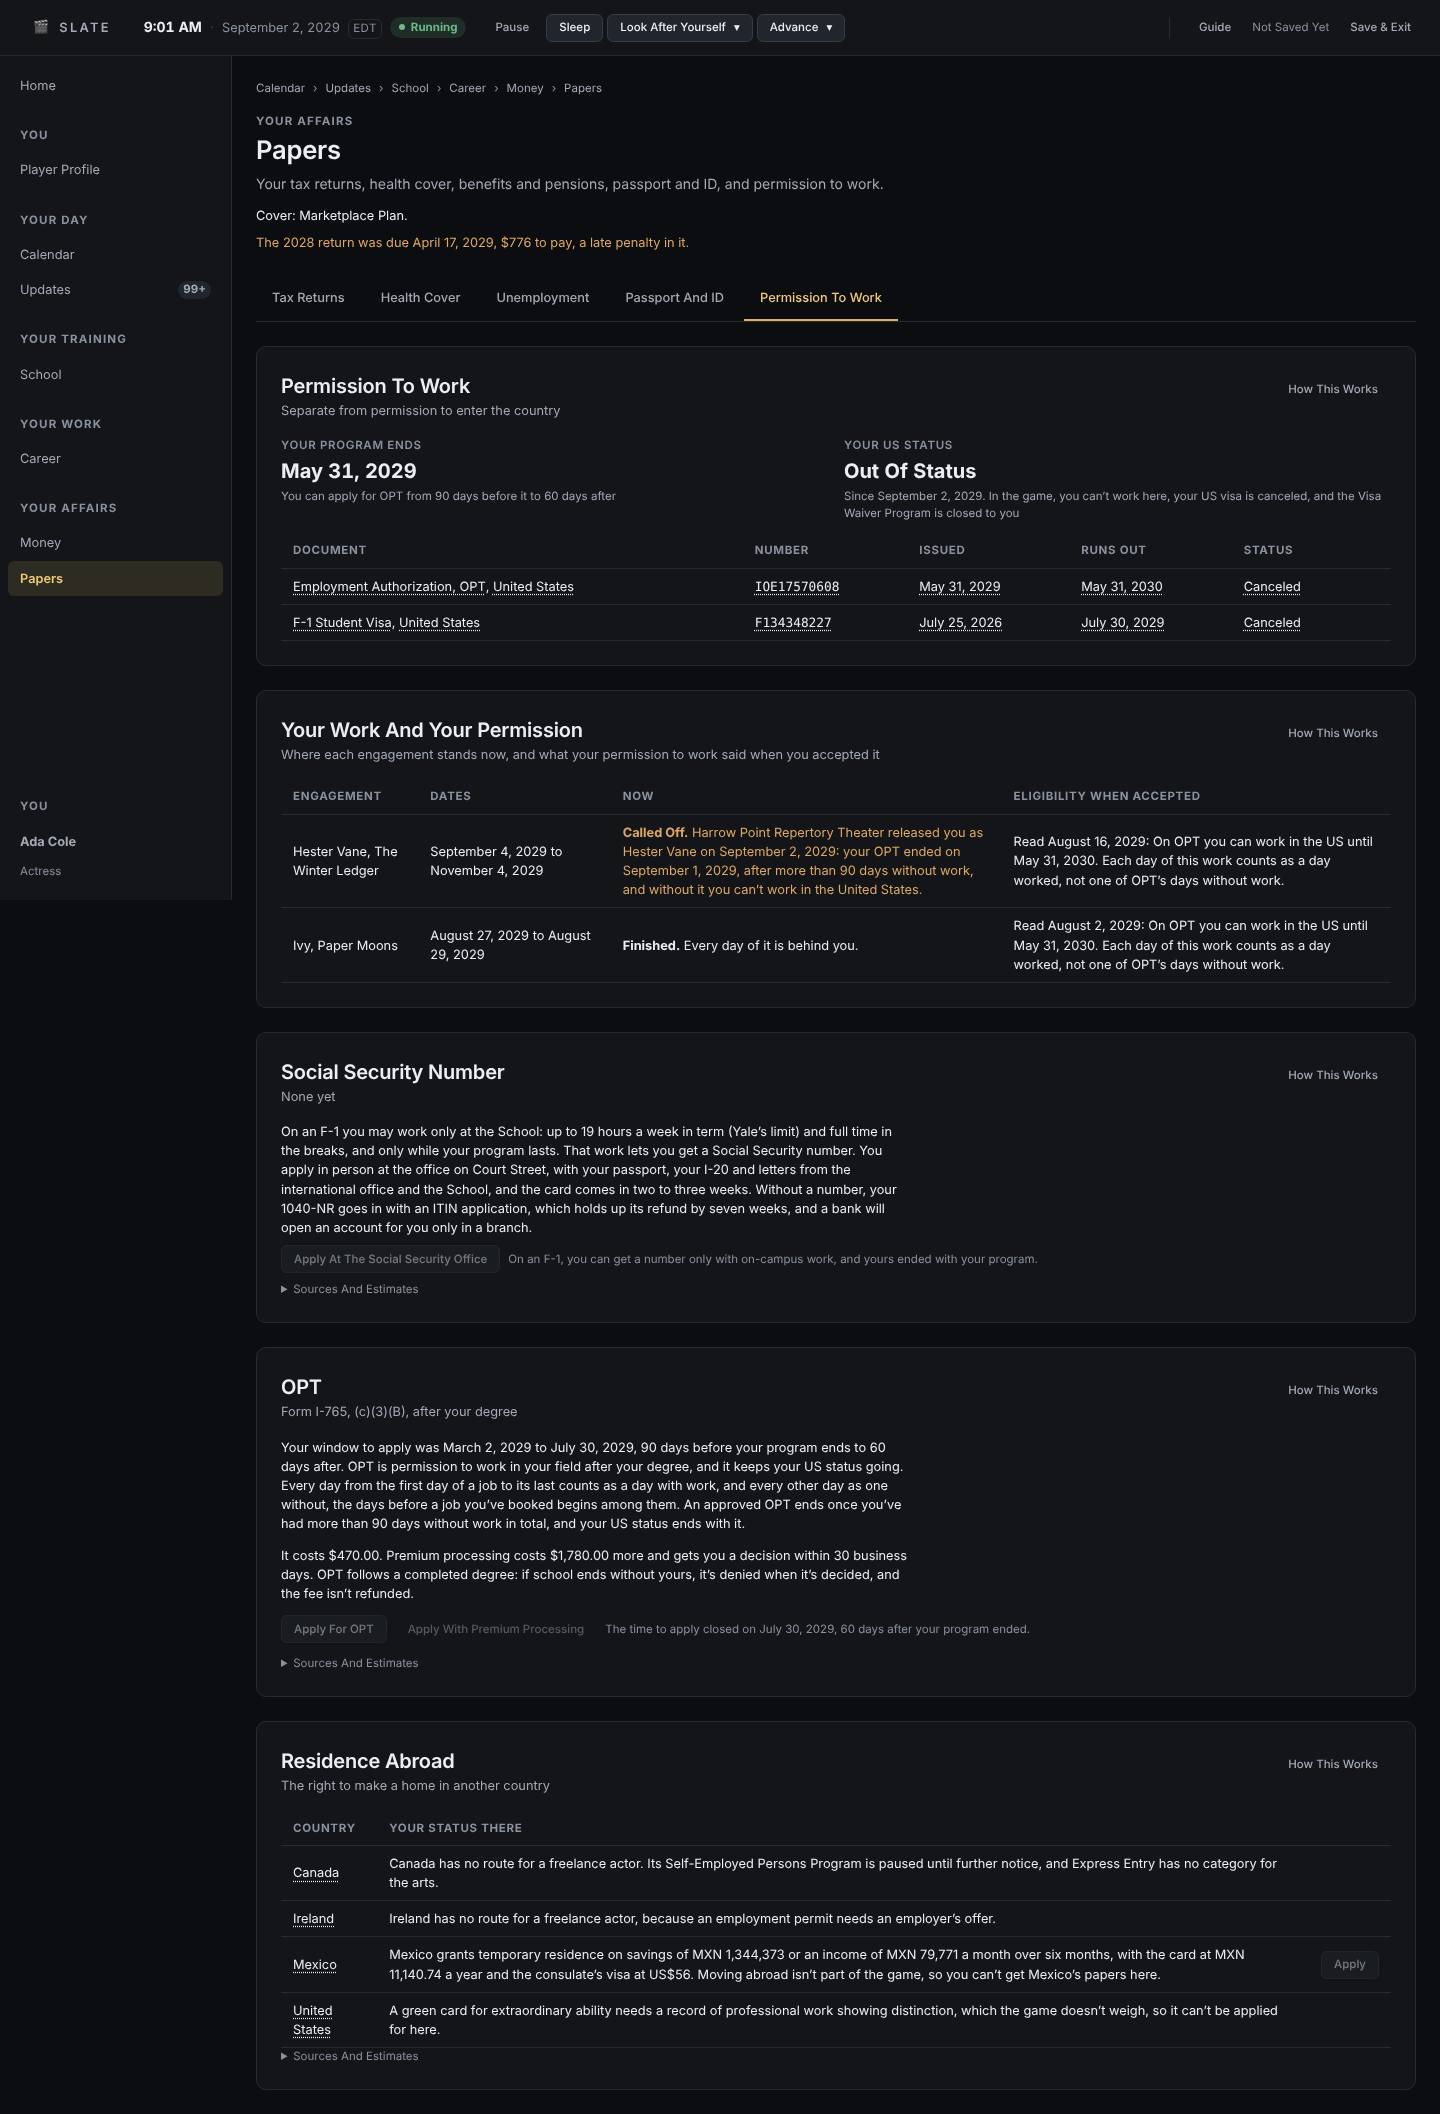 SLATE
9:01 AM · September 2, 2029 EDT Running Pause Sleep Look After Yourself ▾ Advance ▾ Guide Not Saved Yet Save & Exit
Home
YOU
Player Profile
YOUR DAY
Calendar
Updates 99+
YOUR TRAINING
School
YOUR WORK
Career
YOUR AFFAIRS
Money
Papers
YOU
Ada Cole
Actress
Calendar › Updates › School › Career › Money › Papers
YOUR AFFAIRS
Papers
Your tax returns, health cover, benefits and pensions, passport and ID, and permission to work.
Cover: Marketplace Plan.
The 2028 return was due April 17, 2029, $776 to pay, a late penalty in it.
Tax Returns Health Cover Unemployment Passport And ID Permission To Work
Permission To Work How This Works
Separate from permission to enter the country
YOUR PROGRAM ENDS
May 31, 2029
You can apply for OPT from 90 days before it to 60 days after
YOUR US STATUS
Out Of Status
Since September 2, 2029. In the game, you can’t work here, your US visa is canceled, and the Visa
Waiver Program is closed to you
DOCUMENT NUMBER ISSUED RUNS OUT STATUS
Employment Authorization, OPT, United States IOE17570608 May 31, 2029 May 31, 2030 Canceled
F-1 Student Visa, United States F134348227 July 25, 2026 July 30, 2029 Canceled
Your Work And Your Permission How This Works
Where each engagement stands now, and what your permission to work said when you accepted it
ENGAGEMENT DATES NOW ELIGIBILITY WHEN ACCEPTED
Hester Vane, The
Winter Ledger
September 4, 2029 to
November 4, 2029
Called Off. Harrow Point Repertory Theater released you as
Hester Vane on September 2, 2029: your OPT ended on
September 1, 2029, after more than 90 days without work,
and without it you can’t work in the United States.
Read August 16, 2029: On OPT you can work in the US until
May 31, 2030. Each day of this work counts as a day
worked, not one of OPT’s days without work.
Ivy, Paper Moons
August 27, 2029 to August
29, 2029
Finished. Every day of it is behind you.
Read August 2, 2029: On OPT you can work in the US until
May 31, 2030. Each day of this work counts as a day
worked, not one of OPT’s days without work.
Social Security Number How This Works
None yet
On an F-1 you may work only at the School: up to 19 hours a week in term (Yale’s limit) and full time in
the breaks, and only while your program lasts. That work lets you get a Social Security number. You
apply in person at the office on Court Street, with your passport, your I-20 and letters from the
international office and the School, and the card comes in two to three weeks. Without a number, your
1040-NR goes in with an ITIN application, which holds up its refund by seven weeks, and a bank will
open an account for you only in a branch.
Apply At The Social Security Office On an F-1, you can get a number only with on-campus work, and yours ended with your program.
▶ Sources And Estimates
OPT How This Works
Form I-765, (c)(3)(B), after your degree
Your window to apply was March 2, 2029 to July 30, 2029, 90 days before your program ends to 60
days after. OPT is permission to work in your field after your degree, and it keeps your US status going.
Every day from the first day of a job to its last counts as a day with work, and every other day as one
without, the days before a job you’ve booked begins among them. An approved OPT ends once you’ve
had more than 90 days without work in total, and your US status ends with it.
It costs $470.00. Premium processing costs $1,780.00 more and gets you a decision within 30 business
days. OPT follows a completed degree: if school ends without yours, it’s denied when it’s decided, and
the fee isn’t refunded.
Apply For OPT Apply With Premium Processing The time to apply closed on July 30, 2029, 60 days after your program ended.
▶ Sources And Estimates
Residence Abroad How This Works
The right to make a home in another country
COUNTRY YOUR STATUS THERE
Canada
Canada has no route for a freelance actor. Its Self-Employed Persons Program is paused until further notice, and Express Entry has no category for
the arts.
Ireland Ireland has no route for a freelance actor, because an employment permit needs an employer’s offer.
Mexico
Mexico grants temporary residence on savings of MXN 1,344,373 or an income of MXN 79,771 a month over six months, with the card at MXN
11,140.74 a year and the consulate’s visa at US$56. Moving abroad isn’t part of the game, so you can’t get Mexico’s papers here.
Apply
United
States
A green card for extraordinary ability needs a record of professional work showing distinction, which the game doesn’t weigh, so it can’t be applied
for here.
▶ Sources And Estimates